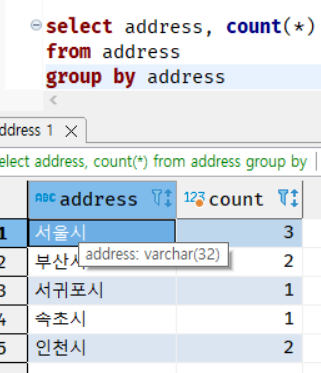 select address, count(*)
from address
group by address
ddress 1
elect address, count(*) from address group by
ABC address 123 count
1 서울시 3
address: varchar(32)
2 부산시 2
3 서귀포시 1
4 속초시 1
5 인천시 2